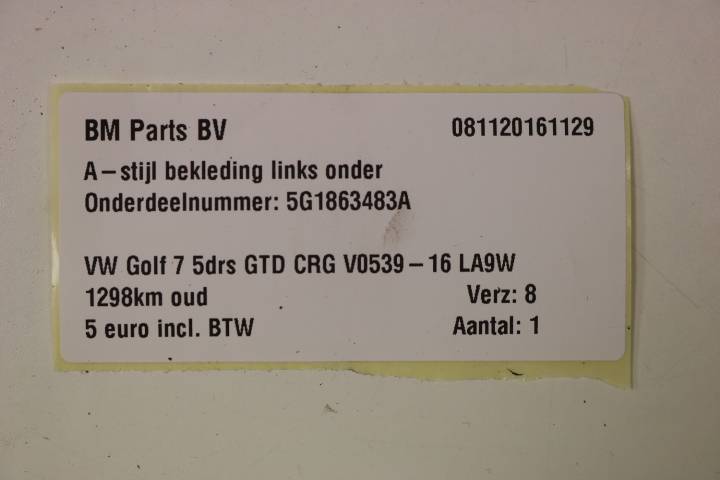 BM Parts BV 081120161129
A-stijl bekleding links onder
Onderdeelnummer: 5G1863483A
VW Golf 7 5drs GTD CRG V0539-16 LA9W
1298km oud Verz: 8
5 euro incl. BTW Aantal: 1